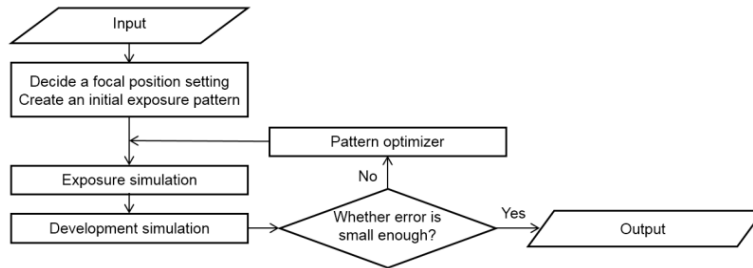 Input
Decide a focal position setting
Create an initial exposure pattern
Pattern optimizer
No
Exposure simulation
Development simulation
Whether error is
small enough?
Yes
Output